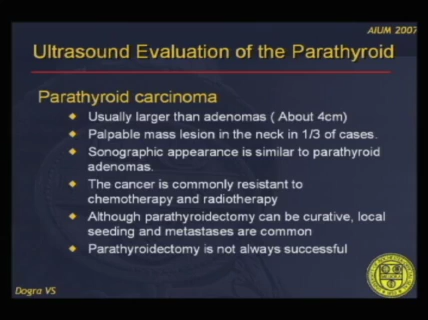 AIUM 2007
Ultrasound Evaluation of the Parathyroid
Parathyroid carcinoma
Usually larger than adenomas ( About 4cm)
Palpable mass lesion in the neck in 1/3 of cases.
Sonographic appearance is similar to parathyroid
adenomas.
The cancer is commonly resistant to
chemotherapy and radiotherapy
Although parathyroidectomy can be curative, local
seeding and metastases are common
Parathyroidectomy is not always successful
Dogra VS